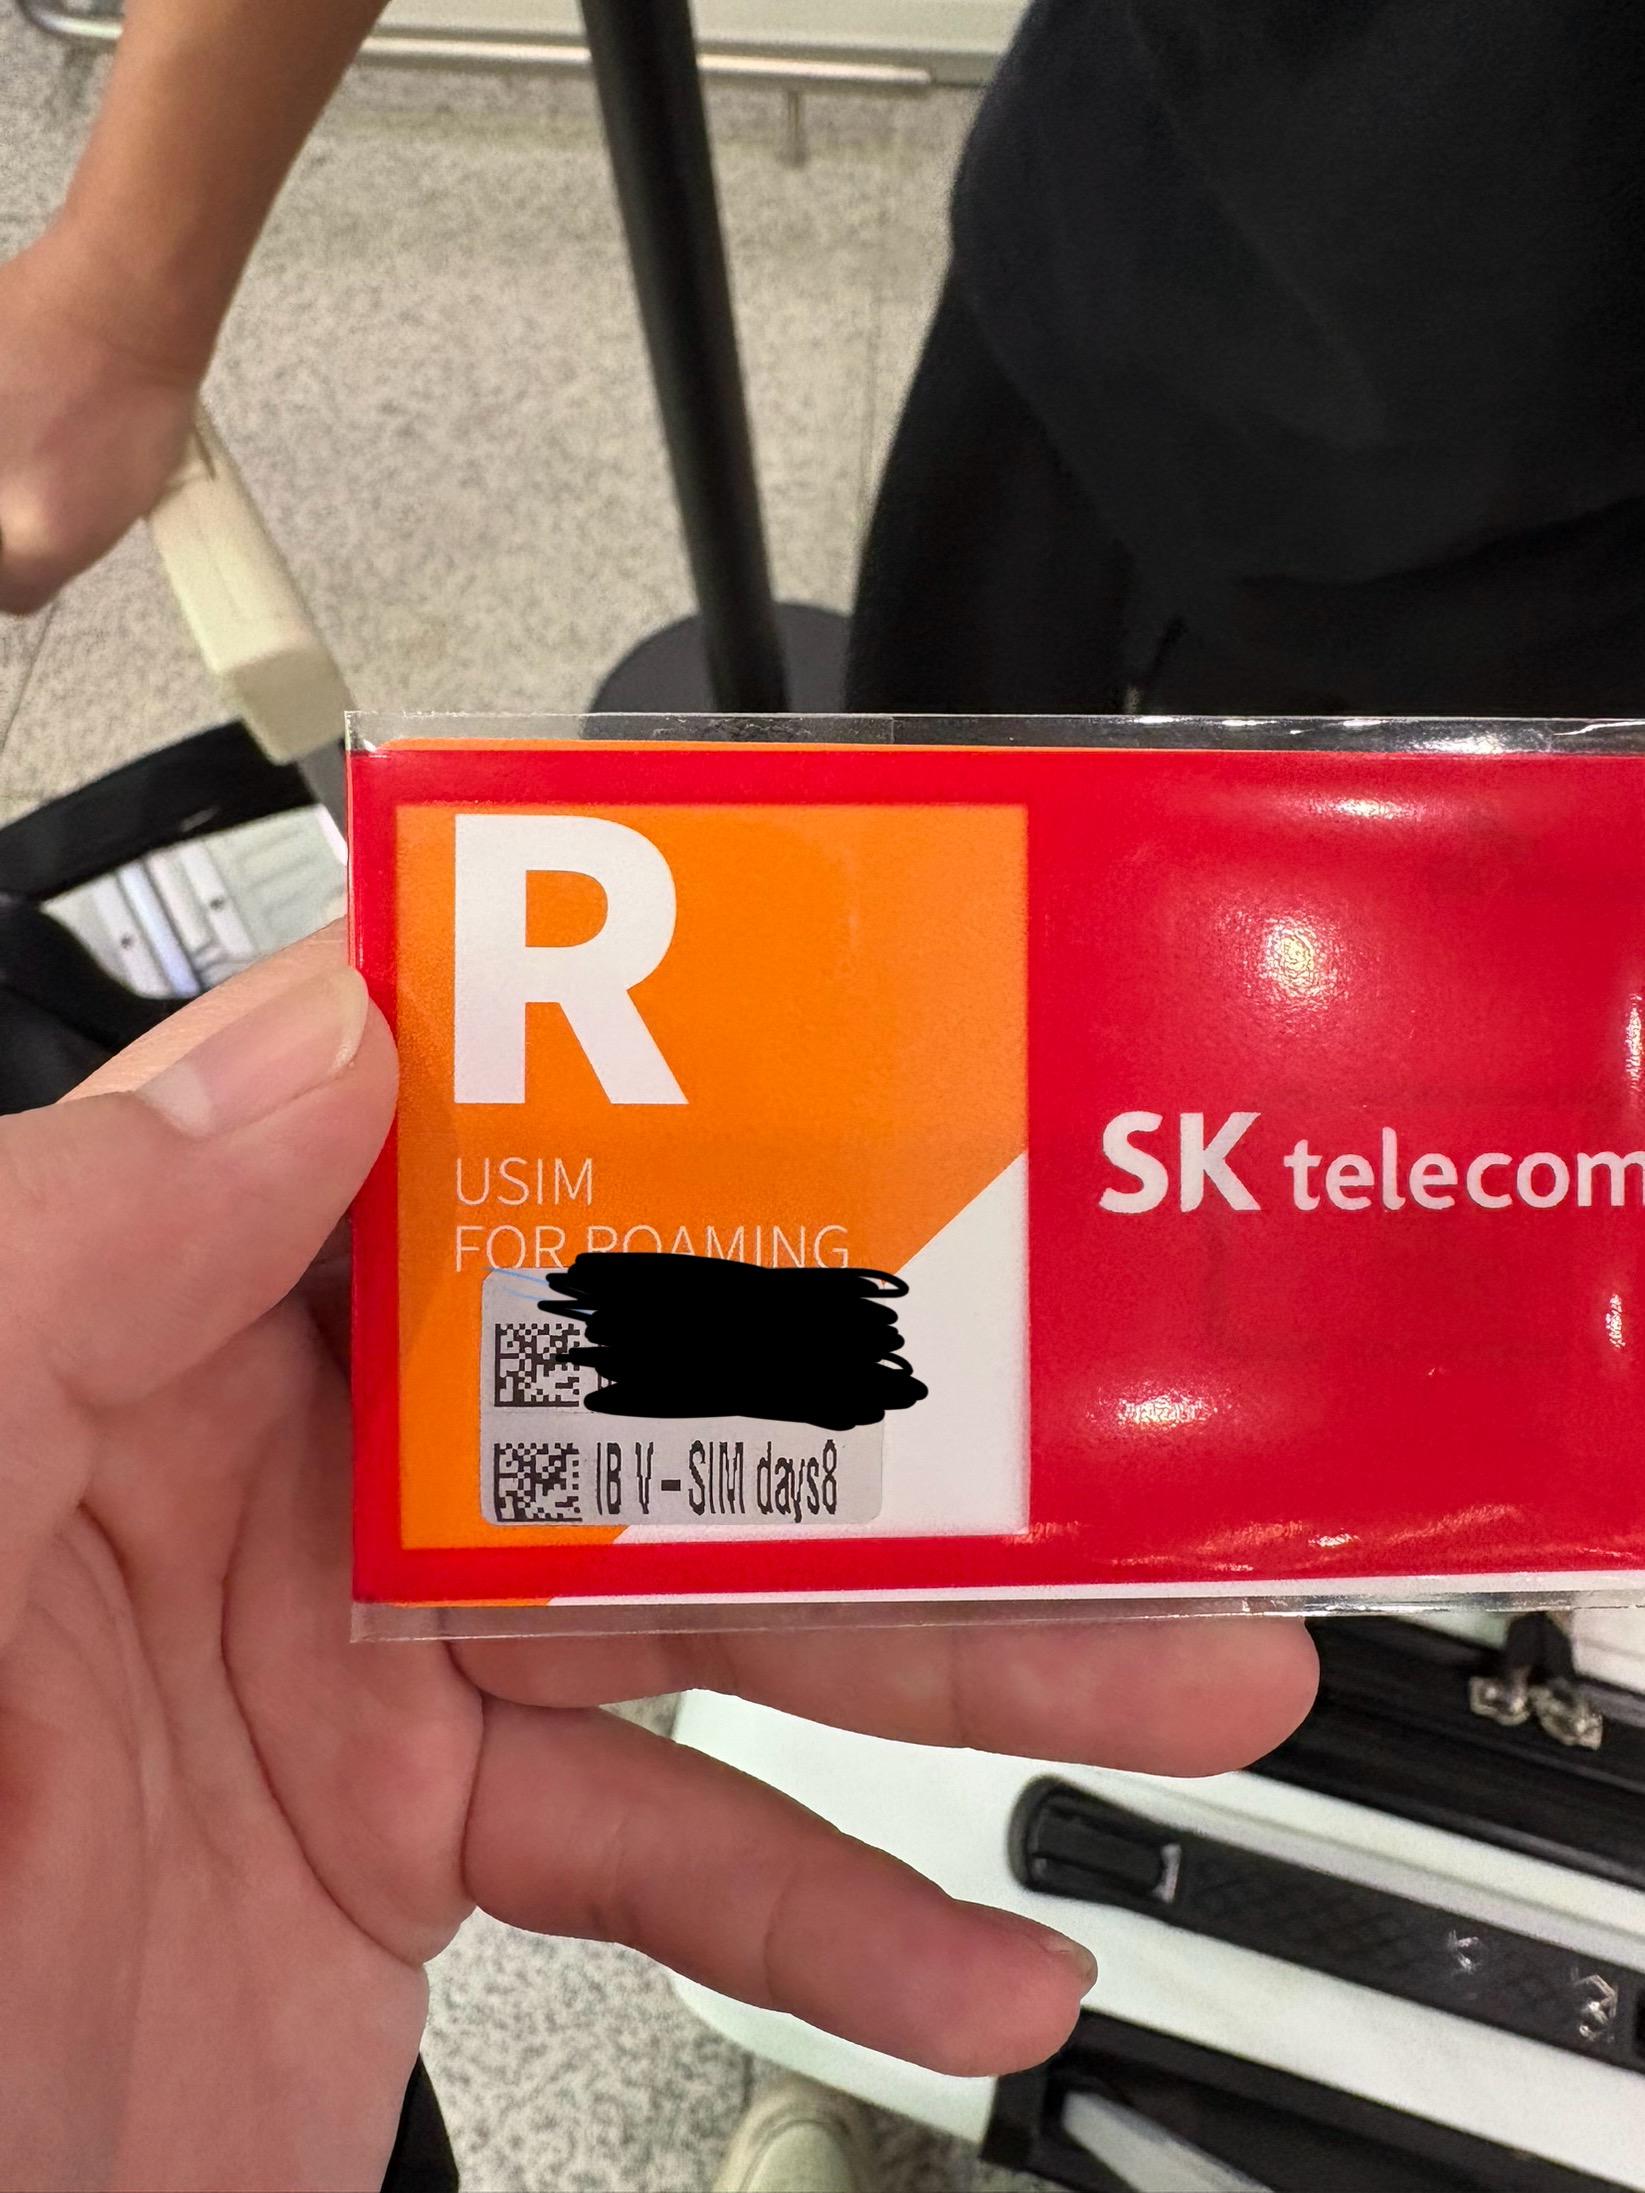 R
USIM
FOR ROAMING
IB V-SIM days8
SK telecom